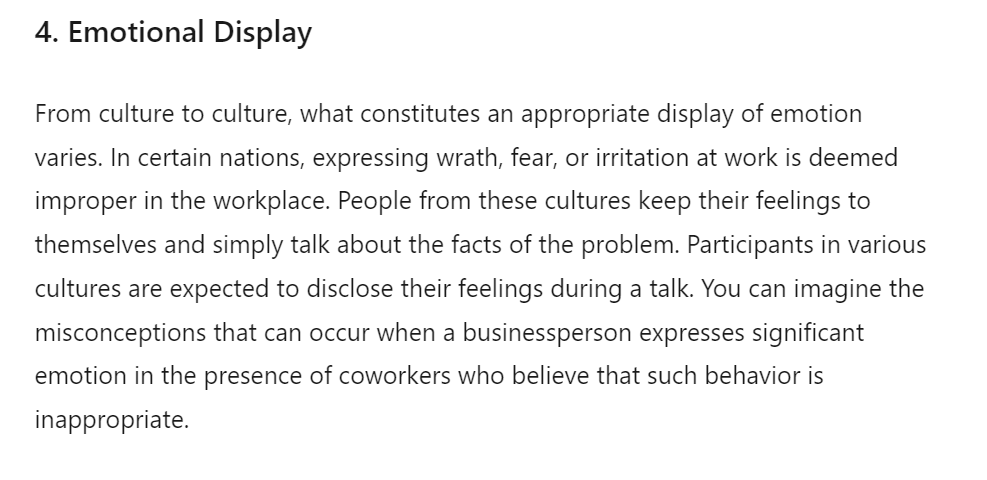 4. Emotional Display
From culture to culture, what constitutes an appropriate display of emotion
varies. In certain nations, expressing wrath, fear, or irritation at work is deemed
improper in the workplace. People from these cultures keep their feelings to
themselves and simply talk about the facts of the problem. Participants in various
cultures are expected to disclose their feelings during a talk. You can imagine the
misconceptions that can occur when a businessperson expresses significant
emotion in the presence of coworkers who believe that such behavior is
inappropriate.